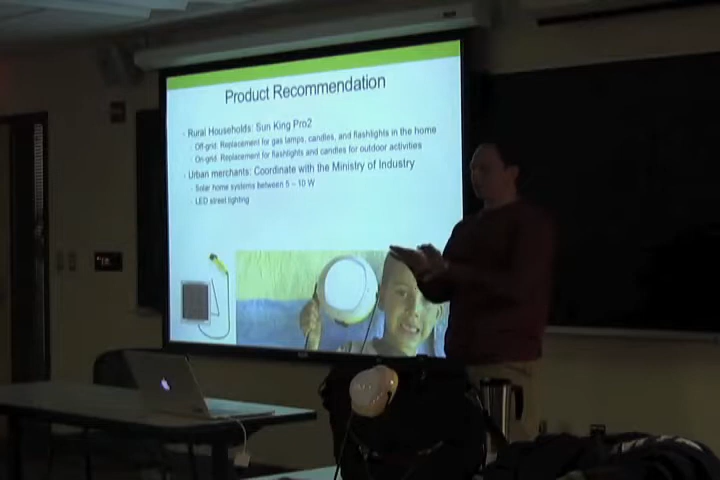 Product Recommendation
Rural Households: Sun King Pro2
Off-grid: Replacement for gas lamps, candles, and flashlights in the home
On-grid: Replacement for flashlights and candles for outdoor activities
Urban merchants: Coordinate with the Ministry of Industry
Solar home systems between 5 – 10 W
LED street lighting